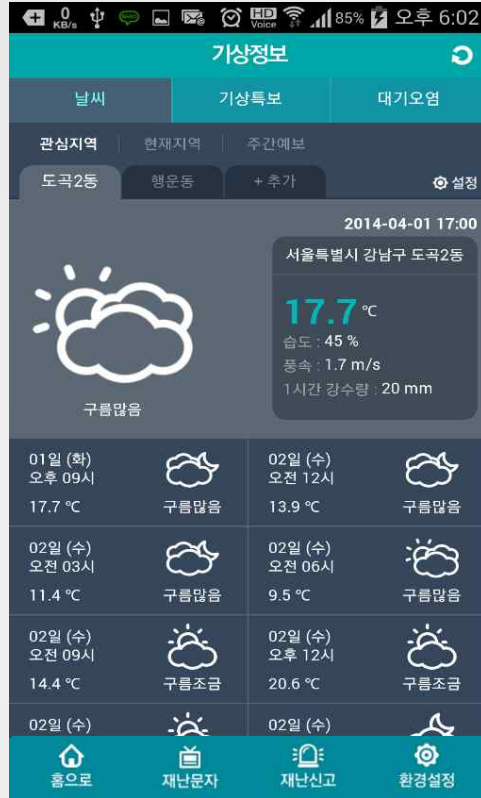 0 KB/s HD Voice 85% 오후 6:02
기상정보
날씨 기상특보 대기오염
관심지역 현재지역 주간예보
도곡2동 행운동 + 추가 설정
2014-04-01 17:00
서울특별시 강남구 도곡2동
17.7 ℃
습도 : 45 %
풍속 : 1.7 m/s
1시간 강수량 : 20 mm
구름많음
01일 (화) 02일 (수)
오후 09시 오전 12시
17.7 ℃ 구름많음 13.9 ℃ 구름많음
02일 (수) 02일 (수)
오전 03시 오전 06시
11.4 ℃ 구름많음 9.5 ℃ 구름많음
02일 (수) 02일 (수)
오전 09시 오후 12시
14.4 ℃ 구름조금 20.6 ℃ 구름조금
02일 (수) 02일 (수)
홈으로 재난문자 재난신고 환경설정